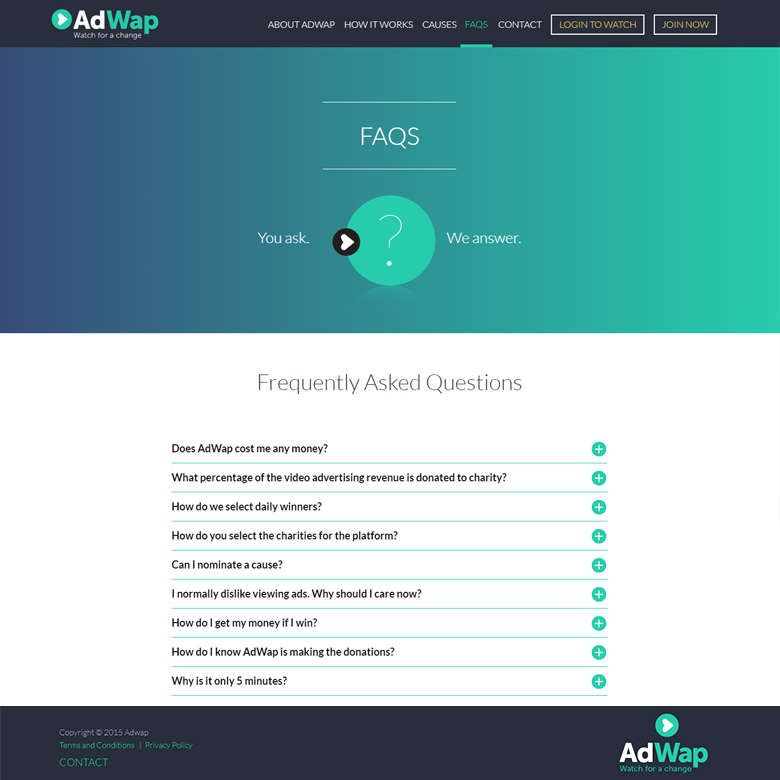 AdWap
Watch for a change
ABOUT ADWAP HOW IT WORKS CAUSES FAQS CONTACT LOGIN TO WATCH JOIN NOW
FAQS
You ask. ? We answer.
Frequently Asked Questions
Does AdWap cost me any money?
What percentage of the video advertising revenue is donated to charity?
How do we select daily winners?
How do you select the charities for the platform?
Can I nominate a cause?
I normally dislike viewing ads. Why should I care now?
How do I get my money if I win?
How do I know AdWap is making the donations?
Why is it only 5 minutes?
Copyright © 2015 Adwap
Terms and Conditions | Privacy Policy
CONTACT
AdWap
Watch for a change